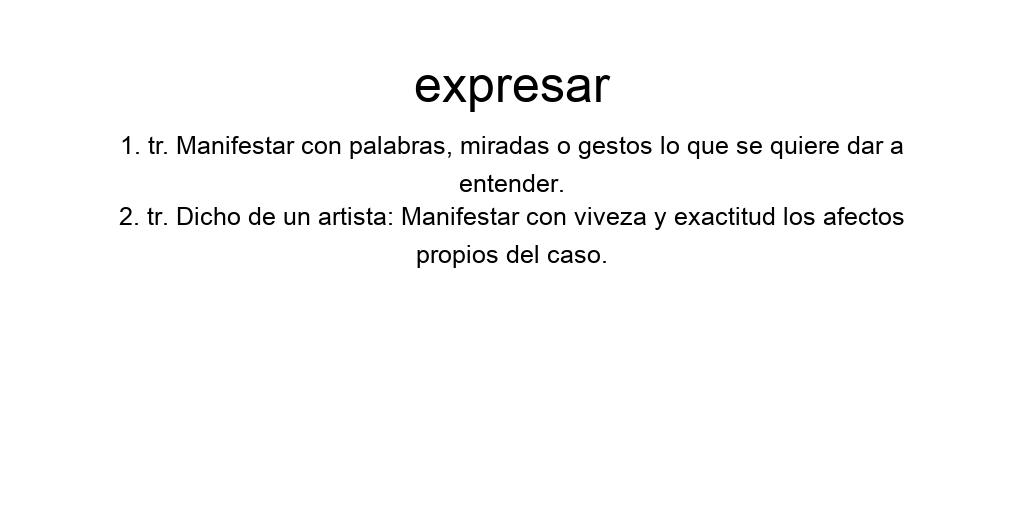 expresar
1. tr. Manifestar con palabras, miradas o gestos lo que se quiere dar a
entender.
2. tr. Dicho de un artista: Manifestar con viveza y exactitud los afectos
propios del caso.